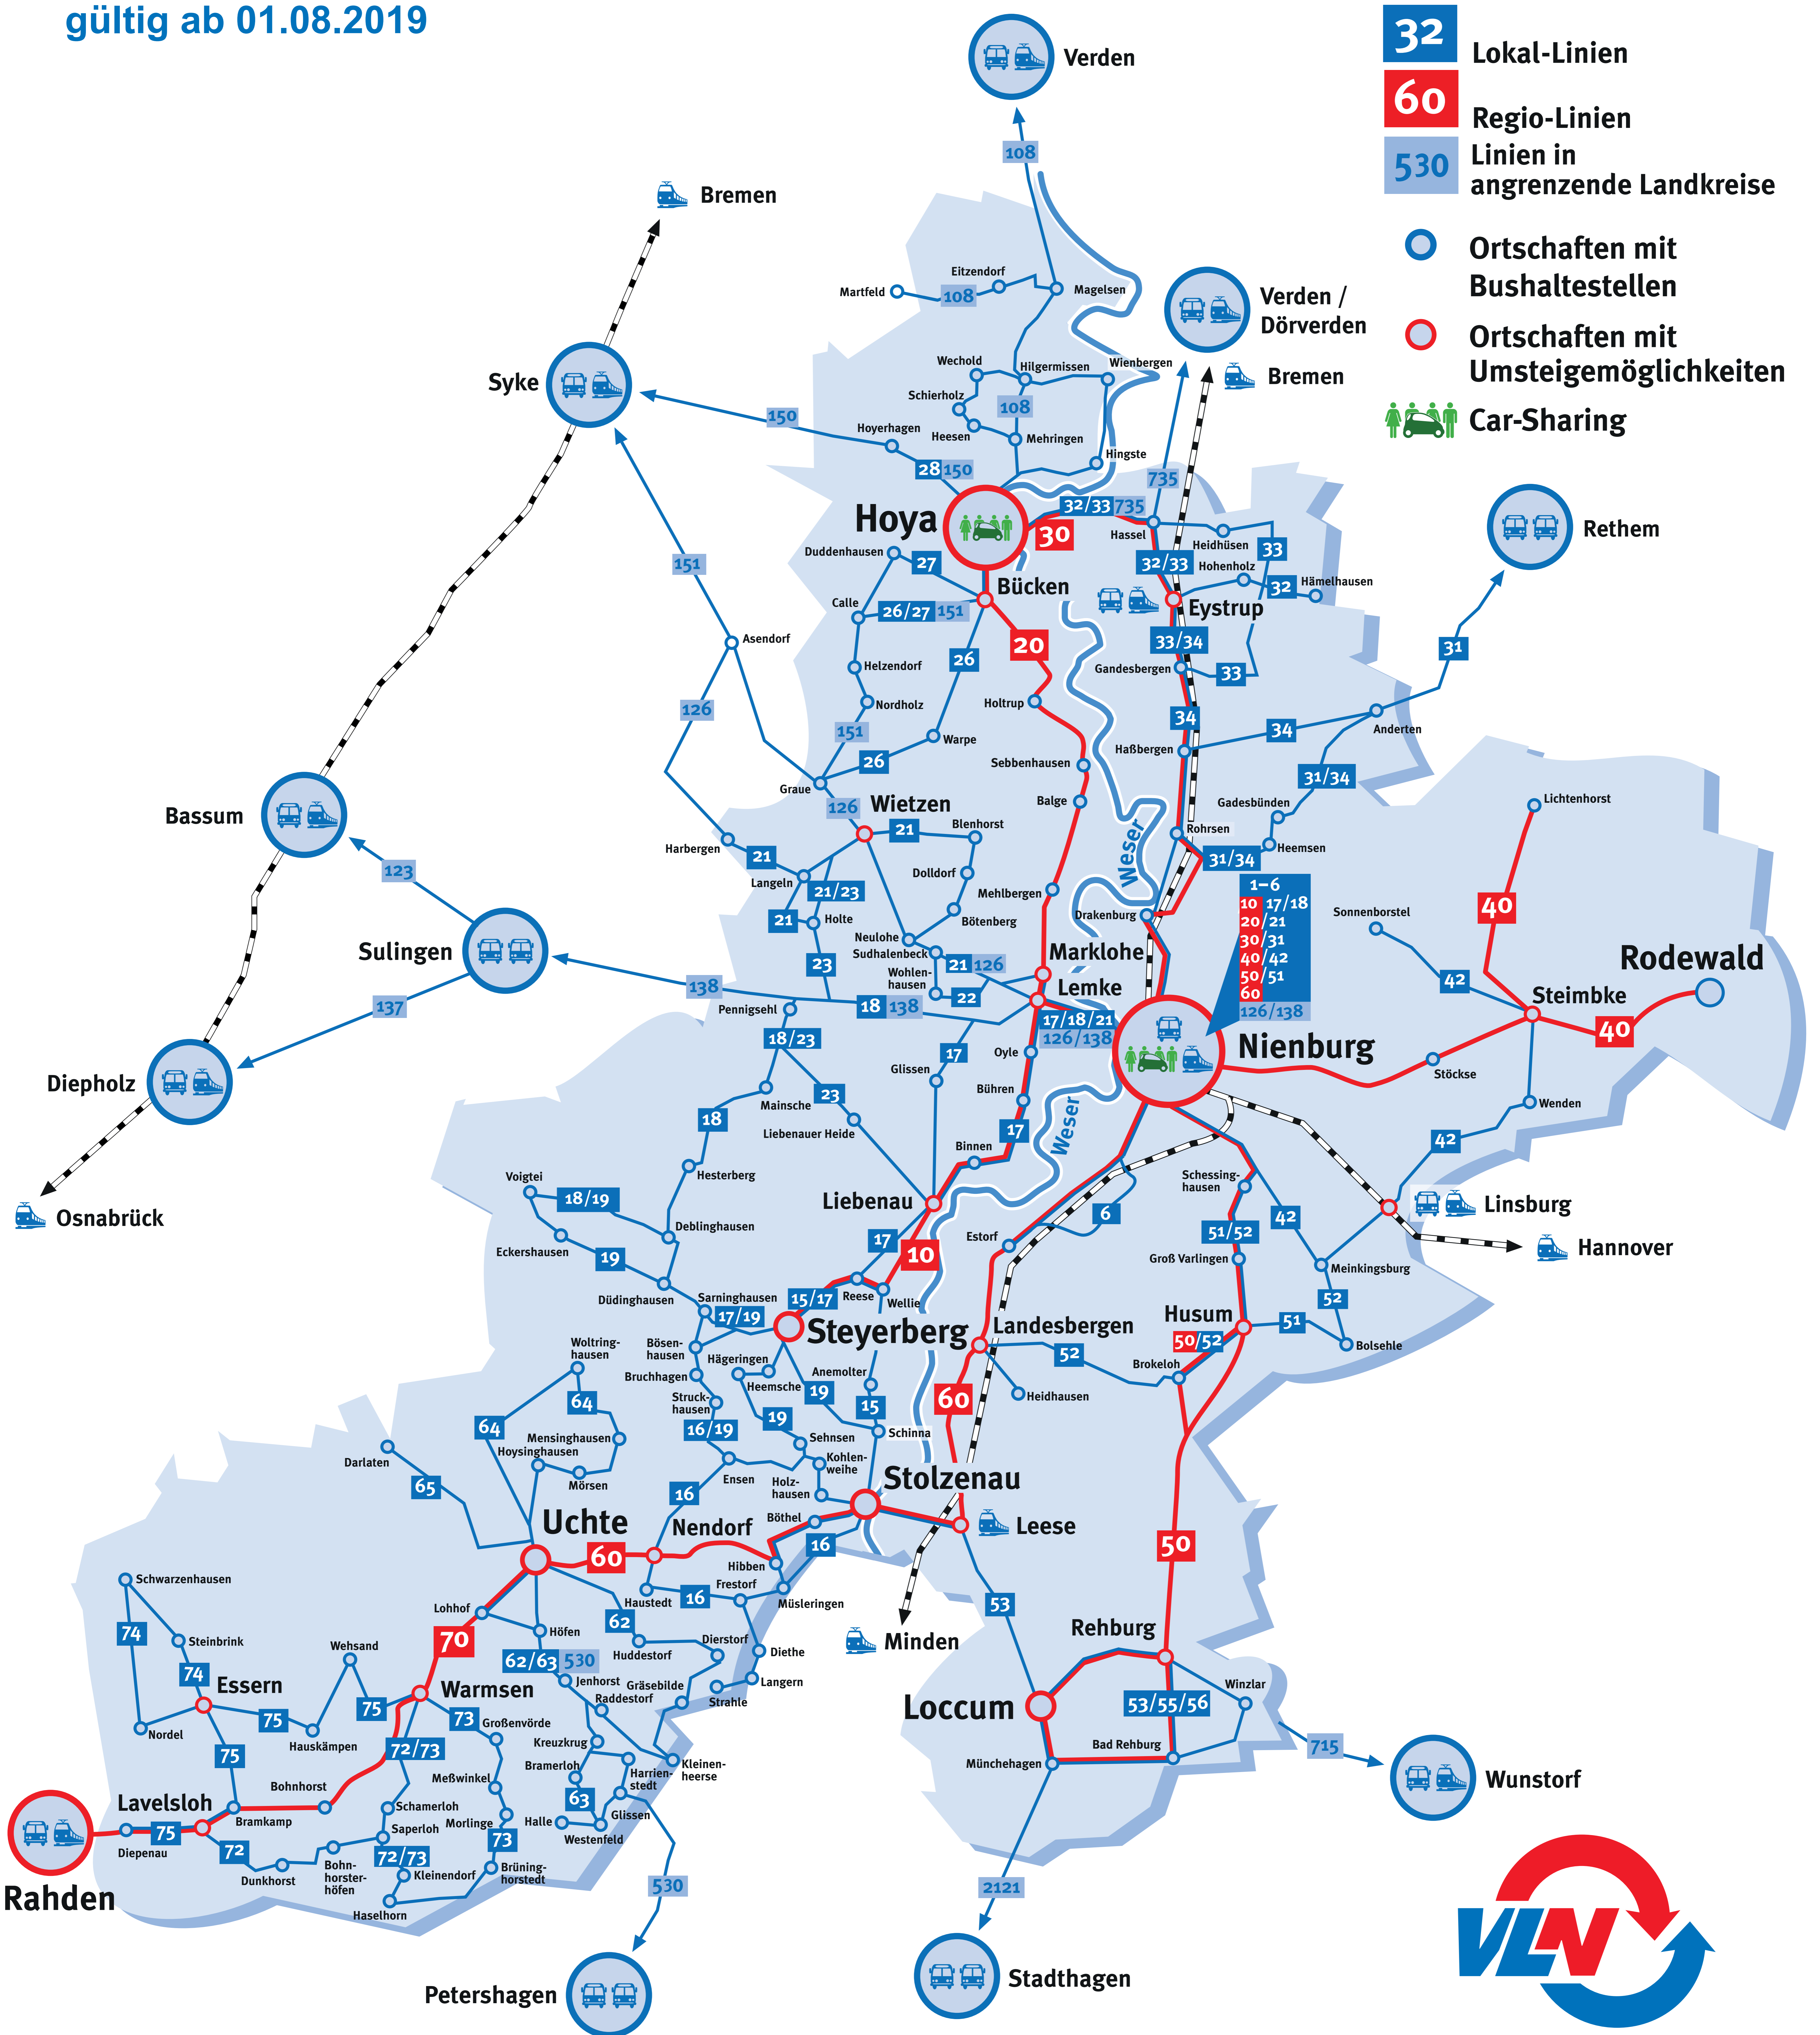 gültig ab 01.08.2019
32
Lokal-Linien
60
Regio-Linien
530
Linien in
angrenzende Landkreise
Ortschaften mit
Bushaltestellen
Ortschaften mit
Umsteigemöglichkeiten
Car-Sharing
Verden
108
Bremen
Eitzendorf
Martfeld
108
Magelsen
Verden /
Dörverden
Bremen
Syke
150
Wechold
Hilgermissen
Wienbergen
Schierholz
108
Hoyerhagen
Heesen
Mehringen
Hingste
28 150
735
Hoya
32/33 735
30
Hassel
Heidhüsen
33
Rethem
Duddenhausen
27
32/33
Hohenholz
32
Hämelhausen
151
Bücken
Calle
26/27 151
Eystrup
Asendorf
20
33/34
31
26
Helzendorf
Gandesbergen
33
126
Nordholz
Holtrup
34
34
Anderten
151
Warpe
Haßbergen
26
Sebbenhausen
31/34
Graue
126
Wietzen
Balge
Gadesbünden
Lichtenhorst
Bassum
21
Blenhorst
Weser
Rohrsen
Harbergen
21
31/34
Heemsen
123
Langeln
21/23
Dolldorf
Mehlbergen
1–6
10 17/18
20/21
30/31
40/42
50/51
60
126/138
21
Holte
Bötenberg
Drakenburg
Sonnenborstel
40
Sulingen
Neulohe
Sudhalenbeck
Marklohe
Rodewald
23
21 126
Wohlen-
hausen
22
Lemke
42
Steimbke
138
Pennigsehl
18 138
17/18/21
126/138
40
137
18/23
17
Oyle
Nienburg
Diepholz
Glissen
Stöckse
Mainsche
23
Bühren
Wenden
18
Liebenauer Heide
17
Weser
42
Binnen
Hesterberg
Schessing-
hausen
Voigtei
18/19
Liebenau
Linsburg
Osnabrück
Deblinghausen
6
42
Eckershausen
17
Estorf
51/52
Hannover
19
10
Groß Varlingen
Meinkingsburg
Düdinghausen
Sarninghausen
15/17
Reese
Wellie
52
17/19
Husum
Steyerberg
Landesbergen
51
50/52
Woltring-
hausen
Bösen-
hausen
Hägeringen
Bolsehle
52
Brokeloh
Bruchhagen
Heemsche
Anemolter
Struck-
hausen
19
Heidhausen
64
15
60
64
19
Mensinghausen
16/19
Sehnsen
Schinna
Hoysinghausen
Darlaten
Kohlen-
weihe
65
Mörsen
Ensen
Stolzenau
Holz-
hausen
16
Böthel
Uchte
Nendorf
Leese
16
50
60
Hibben
Schwarzenhausen
Frestorf
Haustedt
16
Müsleringen
53
Lohhof
62
74
Höfen
Rehburg
Steinbrink
70
Wehsand
Dierstorf
Diethe
Minden
62/63 530
Huddestorf
74
Jenhorst
Gräsebilde
Langern
Essern
Warmsen
Raddestorf
Strahle
Winzlar
75
Loccum
53/55/56
75
73
Großenvörde
Nordel
Hauskämpen
72/73
Kreuzkrug
715
75
Bramerloh
Bad Rehburg
Kleinen-
heerse
Münchehagen
Bohnhorst
Meßwinkel
Harrien-
stedt
Wunstorf
Lavelsloh
63
Schamerloh
Bramkamp
Morlinge
Halle
Glissen
75
Saperloh
Westenfeld
Diepenau
72
73
72/73
Dunkhorst
Bohn-
horster-
höfen
Kleinendorf
Brüning-
horstedt
Rahden
530
2121
Haselhorn
Stadthagen
Petershagen
VLN